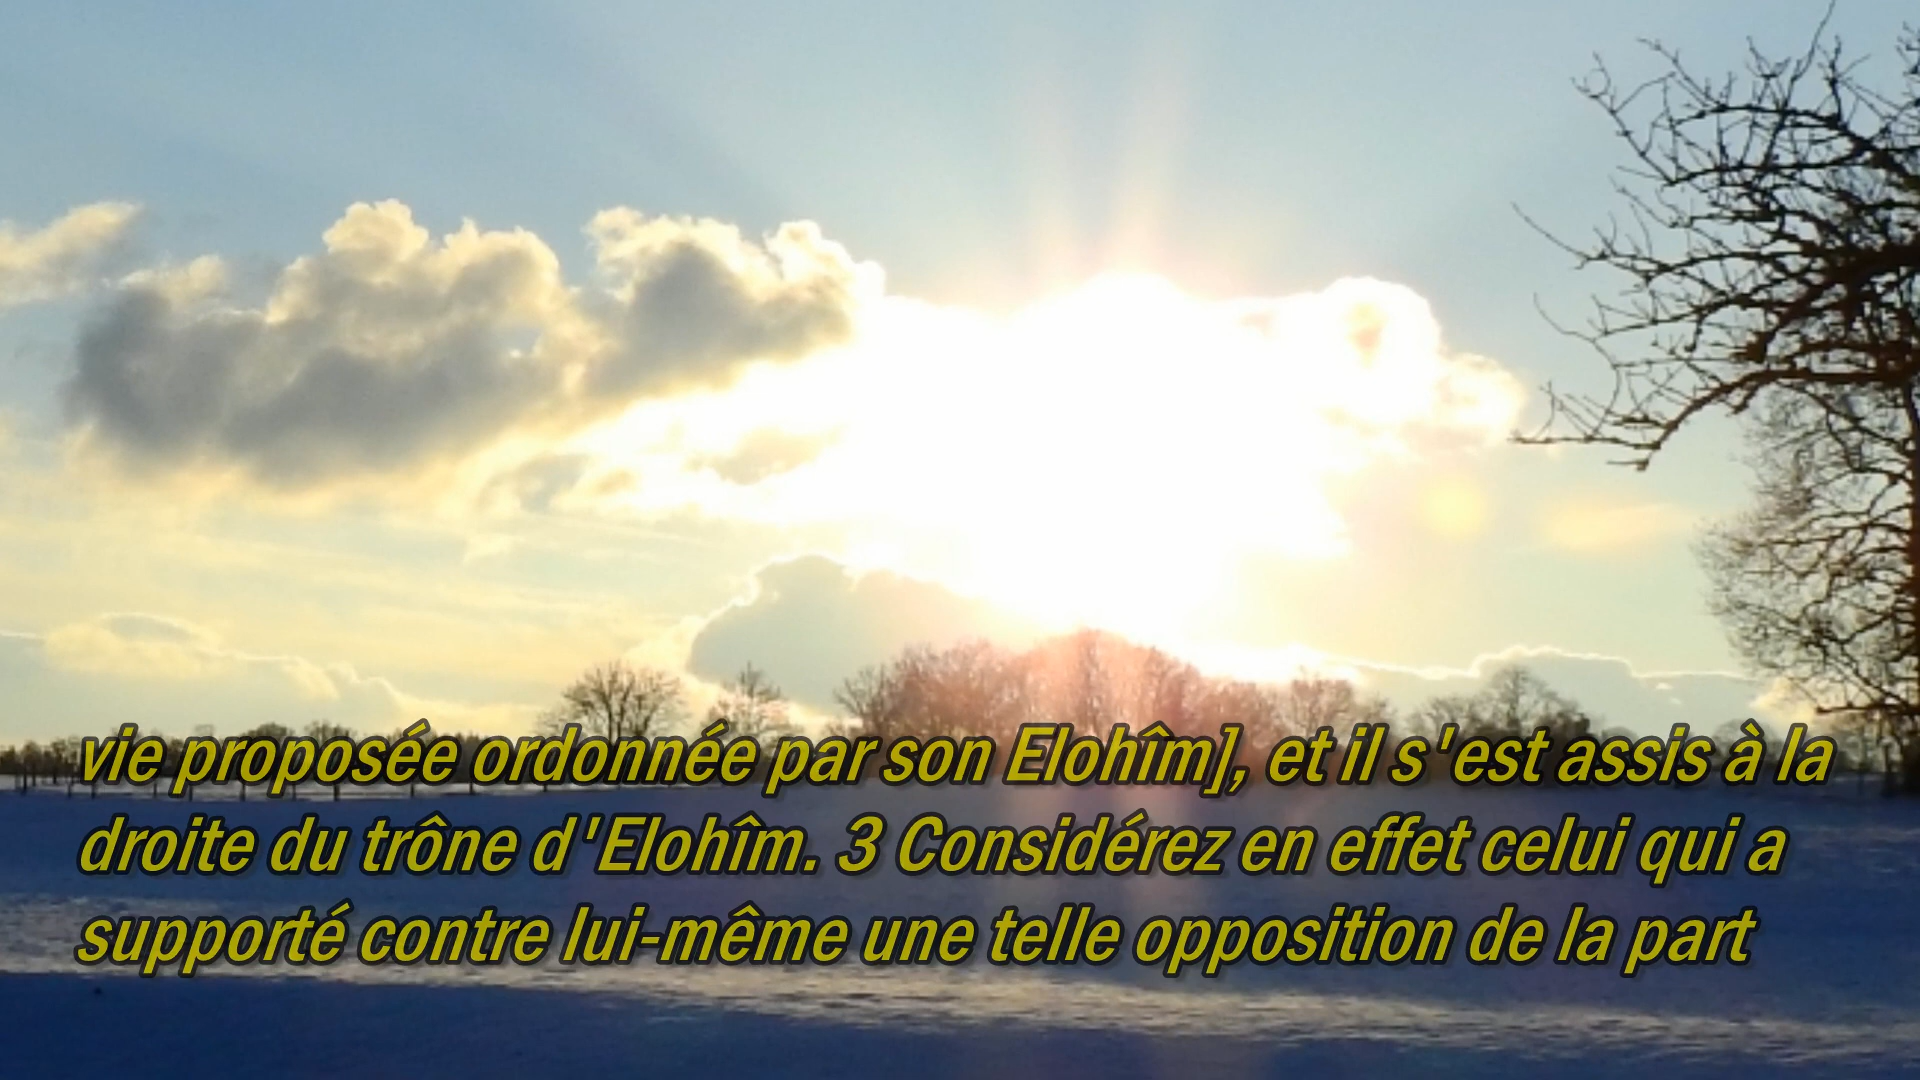 vie proposée ordonnée par son Elohîm], et il s'est assis à la
droite du trône d'Elohîm. 3 Considérez en effet celui qui a
supporté contre lui-même une telle opposition de la part